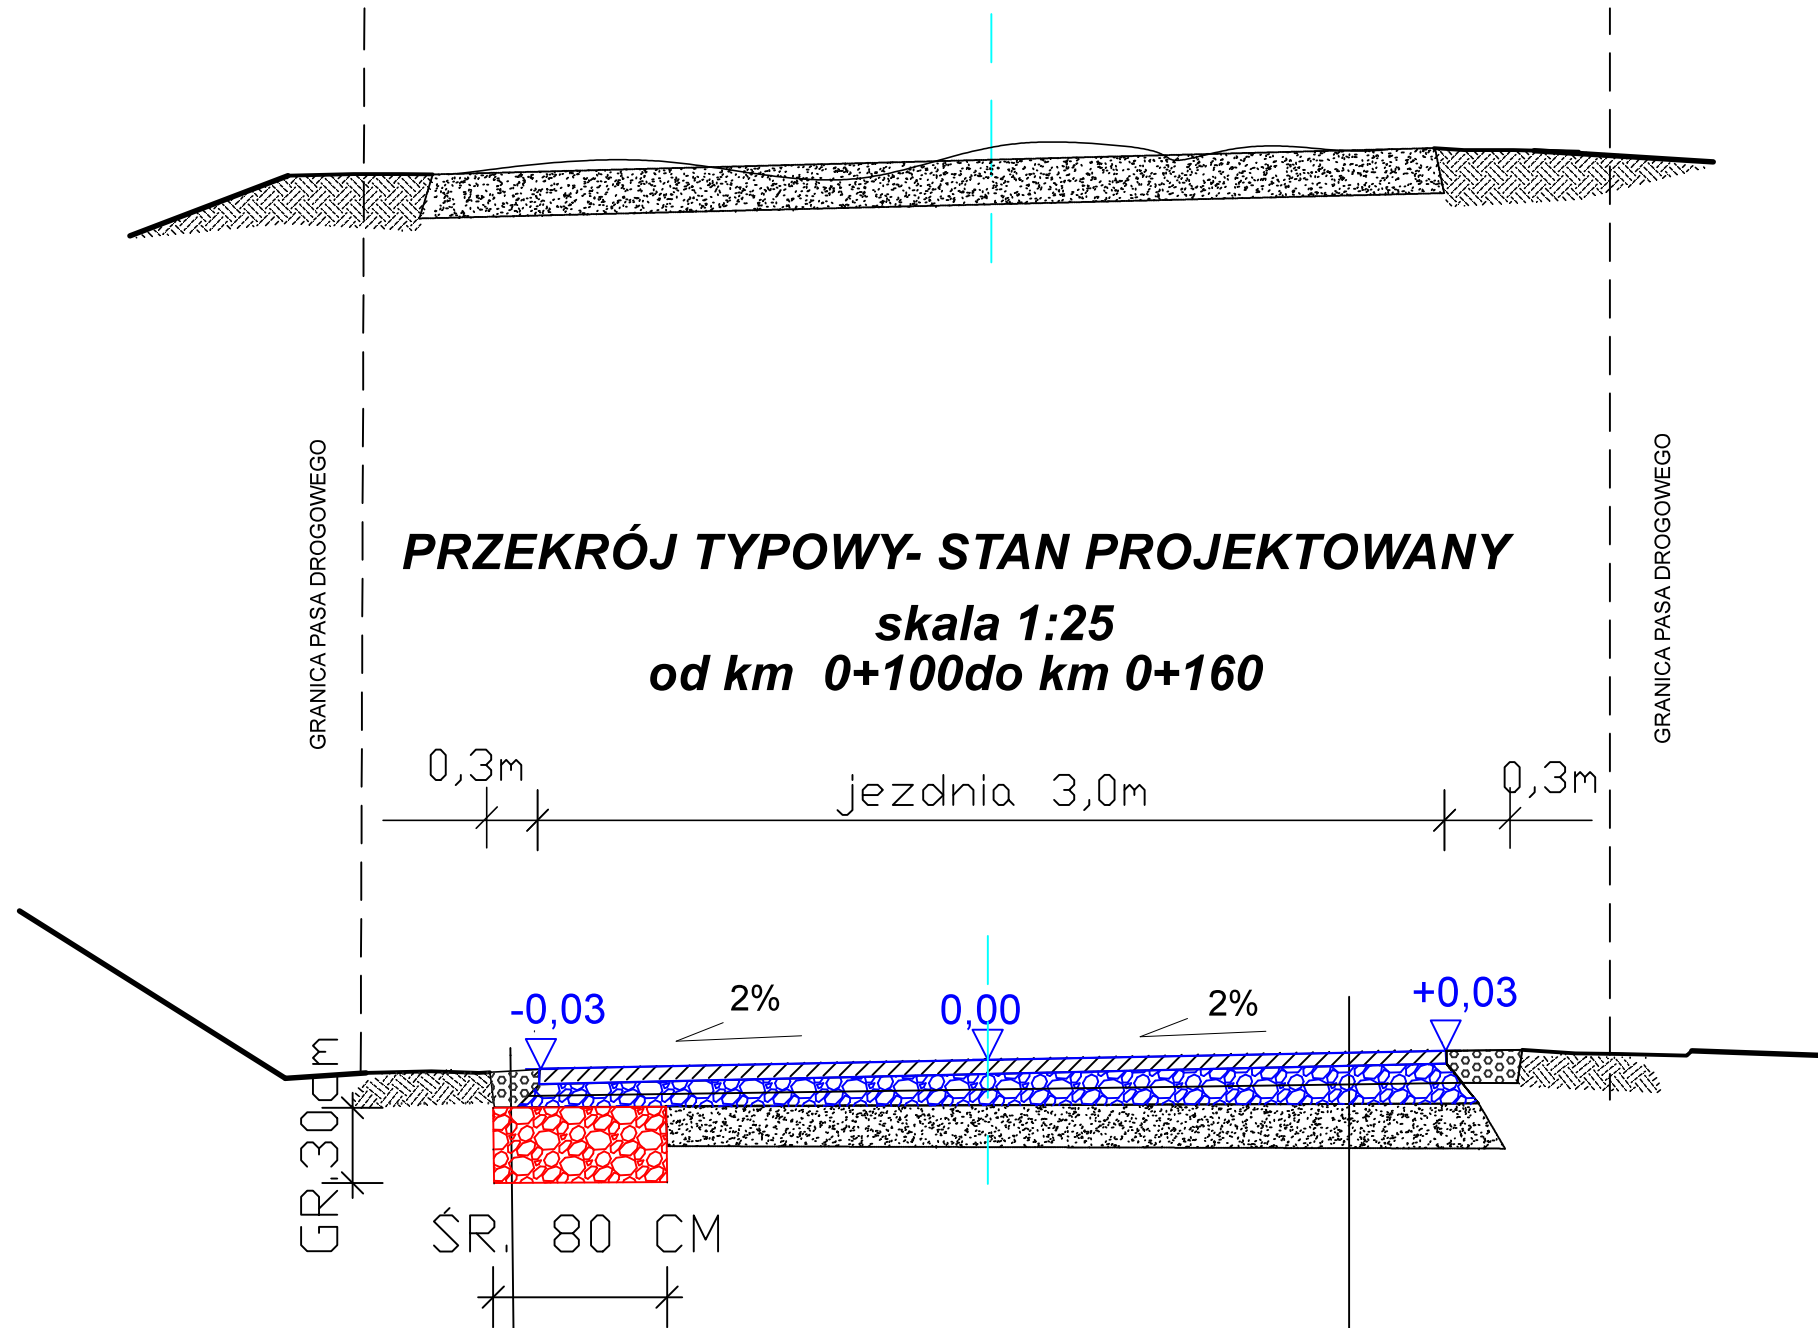 GRANICA PASA DROGOWEGO
GRANICA PASA DROGOWEGO
PRZEKRÓJ TYPOWY- STAN PROJEKTOWANY
skala 1:25
od km 0+100do km 0+160
0,3m
jezdnia 3,0m
0,3m
-0,03
2%
0,00
2%
+0,03
GR.30cm
ŚR. 80 CM